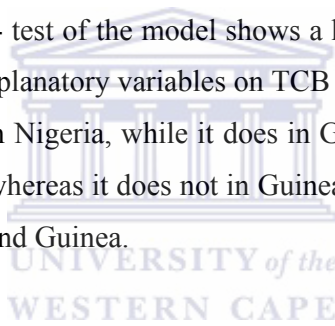 - test of the model shows a
planatory variables on TCB
n Nigeria, while it does in G
whereas it does not in Guinea
nd Guinea.
UNIVERSITY of the
WESTERN CAPE